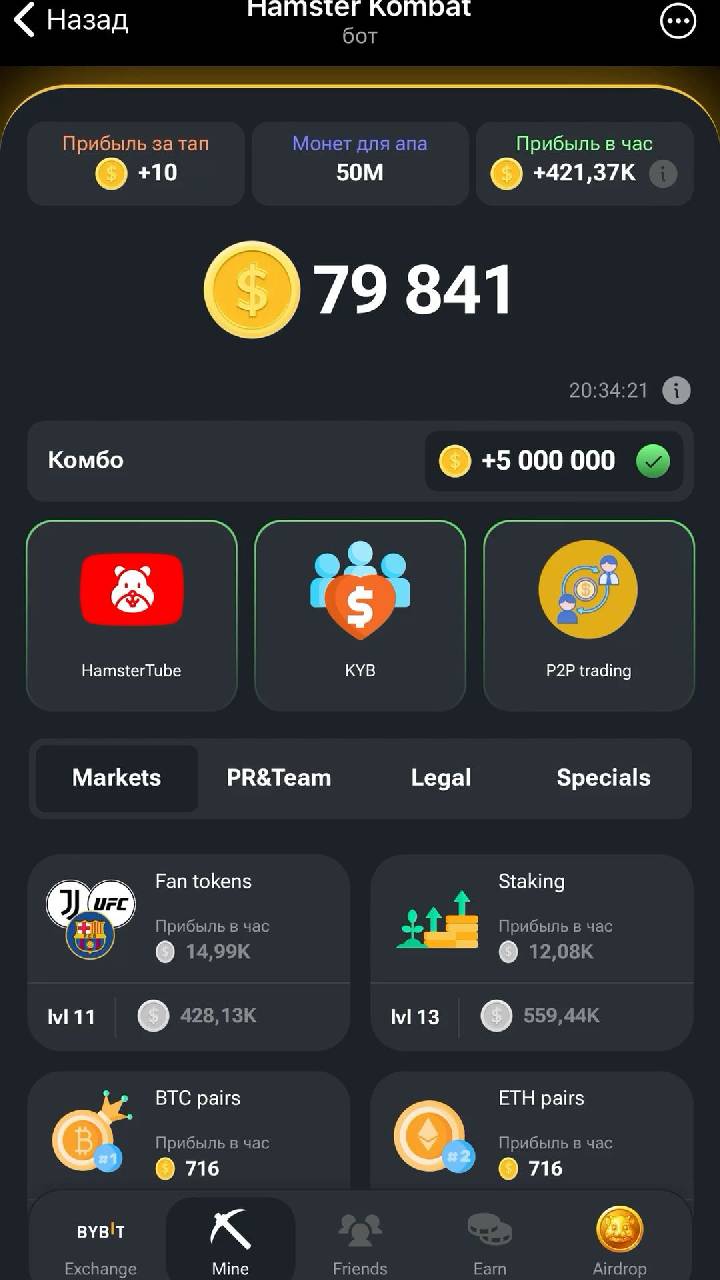 Назад
Hamster Kombat
бот
Прибыль за тап
+10
Монет для апа
50M
Прибыль в час
+421,37K
79 841
20:34:21
Комбо
+5 000 000
HamsterTube
KYB
P2P trading
Markets
PR&Team
Legal
Specials
Fan tokens
UFC
Прибыль в час
14,99K
lvl 11
428,13K
Staking
Прибыль в час
12,08K
lvl 13
559,44K
BTC pairs
#1
Прибыль в час
716
ETH pairs
#2
Прибыль в час
716
BYBIT
Exchange
Mine
Friends
Earn
Airdrop